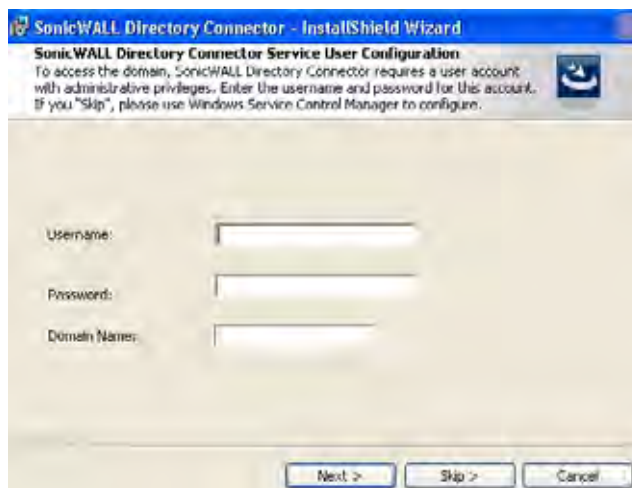 SonicWALL Directory Connector - InstallShield Wizard
SonicWALL Directory Connector Service User Configuration
To access the domain, SonicWALL Directory Connector requires a user account
with administrative privileges. Enter the username and password for this account.
If you "Skip", please use Windows Service Control Manager to configure.
Username:
Password:
Domain Name:
Next >
Skip >
Cancel